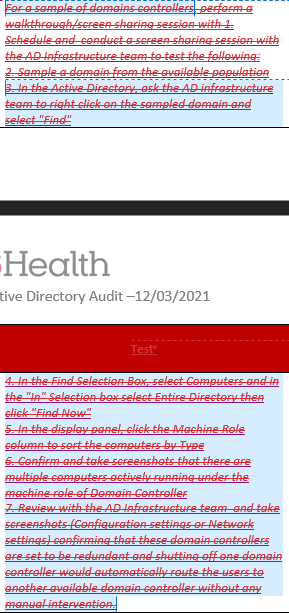 For a sample of domains controllers, perform a
walkthrough/screen sharing session with 1.
Schedule and  conduct a screen sharing session with
the AD Infrastructure team to test the following:
2. Sample a domain from the available population
3. In the Active Directory, ask the AD infrastructure
team to right click on the sampled domain and
select "Find"
Health
tive Directory Audit –12/03/2021
Test*
4. In the Find Selection Box, select Computers and in
the "In" Selection box select Entire Directory then
click "Find Now"
5. In the display panel, click the Machine Role
column to sort the computers by Type
6. Confirm and take screenshots that there are
multiple computers actively running under the
machine role of Domain Controller
7. Review with the AD Infrastructure team  and take
screenshots (Configuration settings or Network
settings) confirming that these domain controllers
are set to be redundant and shutting off one domain
controller would automatically route the users to
another available domain controller without any
manual intervention.